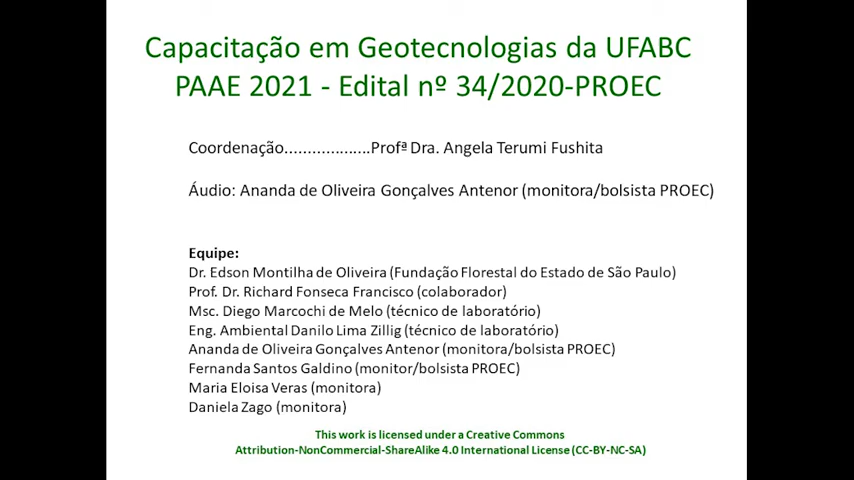 Capacitação em Geotecnologias da UFABC
PAAE 2021 - Edital nº 34/2020-PROEC
Coordenação...................Profª Dra. Angela Terumi Fushita
Áudio: Ananda de Oliveira Gonçalves Antenor (monitora/bolsista PROEC)
Equipe:
Dr. Edson Montilha de Oliveira (Fundação Florestal do Estado de São Paulo)
Prof. Dr. Richard Fonseca Francisco (colaborador)
Msc. Diego Marcochi de Melo (técnico de laboratório)
Eng. Ambiental Danilo Lima Zillig (técnico de laboratório)
Ananda de Oliveira Gonçalves Antenor (monitora/bolsista PROEC)
Fernanda Santos Galdino (monitor/bolsista PROEC)
Maria Eloisa Veras (monitora)
Daniela Zago (monitora)
This work is licensed under a Creative Commons
Attribution-NonCommercial-ShareAlike 4.0 International License (CC-BY-NC-SA)